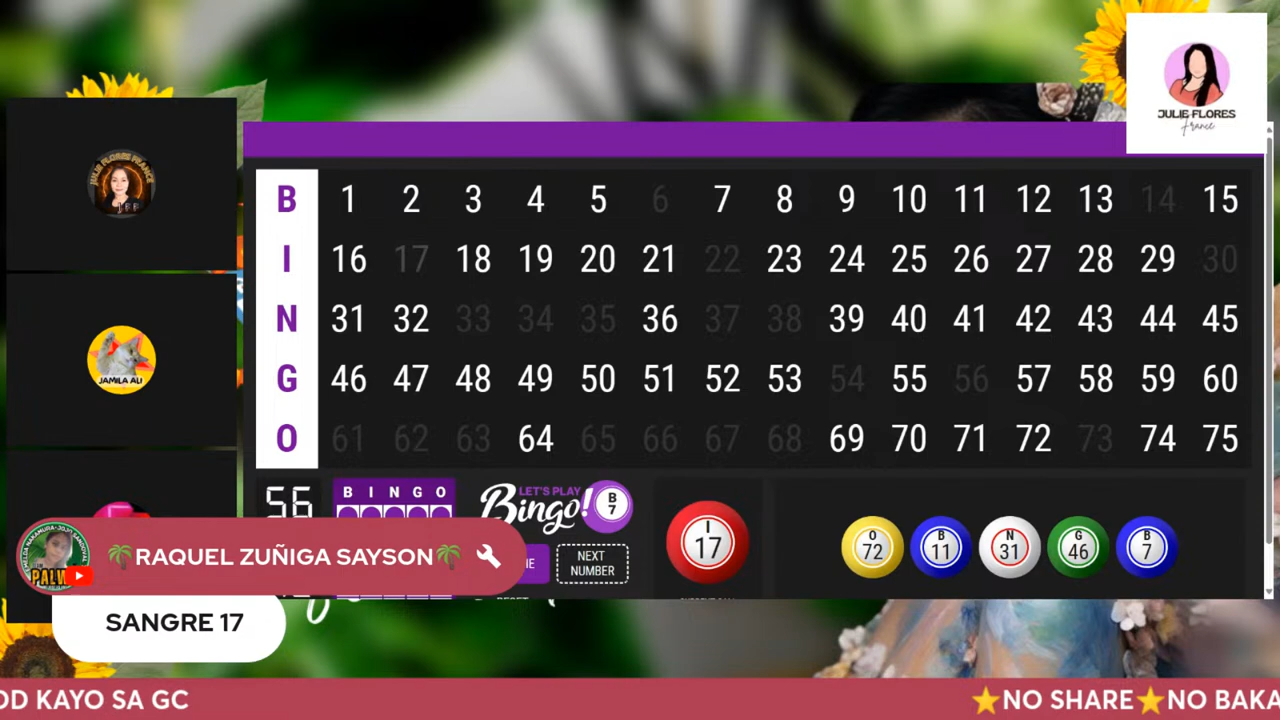 JULIE FLORES
France
JULIE FLORES FRANCE
JAMILA ALI
B 1 2 3 4 5 6 7 8 9 10 11 12 13 14 15
I 16 17 18 19 20 21 22 23 24 25 26 27 28 29 30
N 31 32 33 34 35 36 37 38 39 40 41 42 43 44 45
G 46 47 48 49 50 51 52 53 54 55 56 57 58 59 60
O 61 62 63 64 65 66 67 68 69 70 71 72 73 74 75
56
B I N G O
LET'S PLAY
Bingo!
B
7
NEXT
NUMBER
I
17
O
72
B
11
N
31
G
46
B
7
🌴RAQUEL ZUÑIGA SAYSON🌴
SANGRE 17
OD KAYO SA GC
⭐NO SHARE⭐NO BAKA